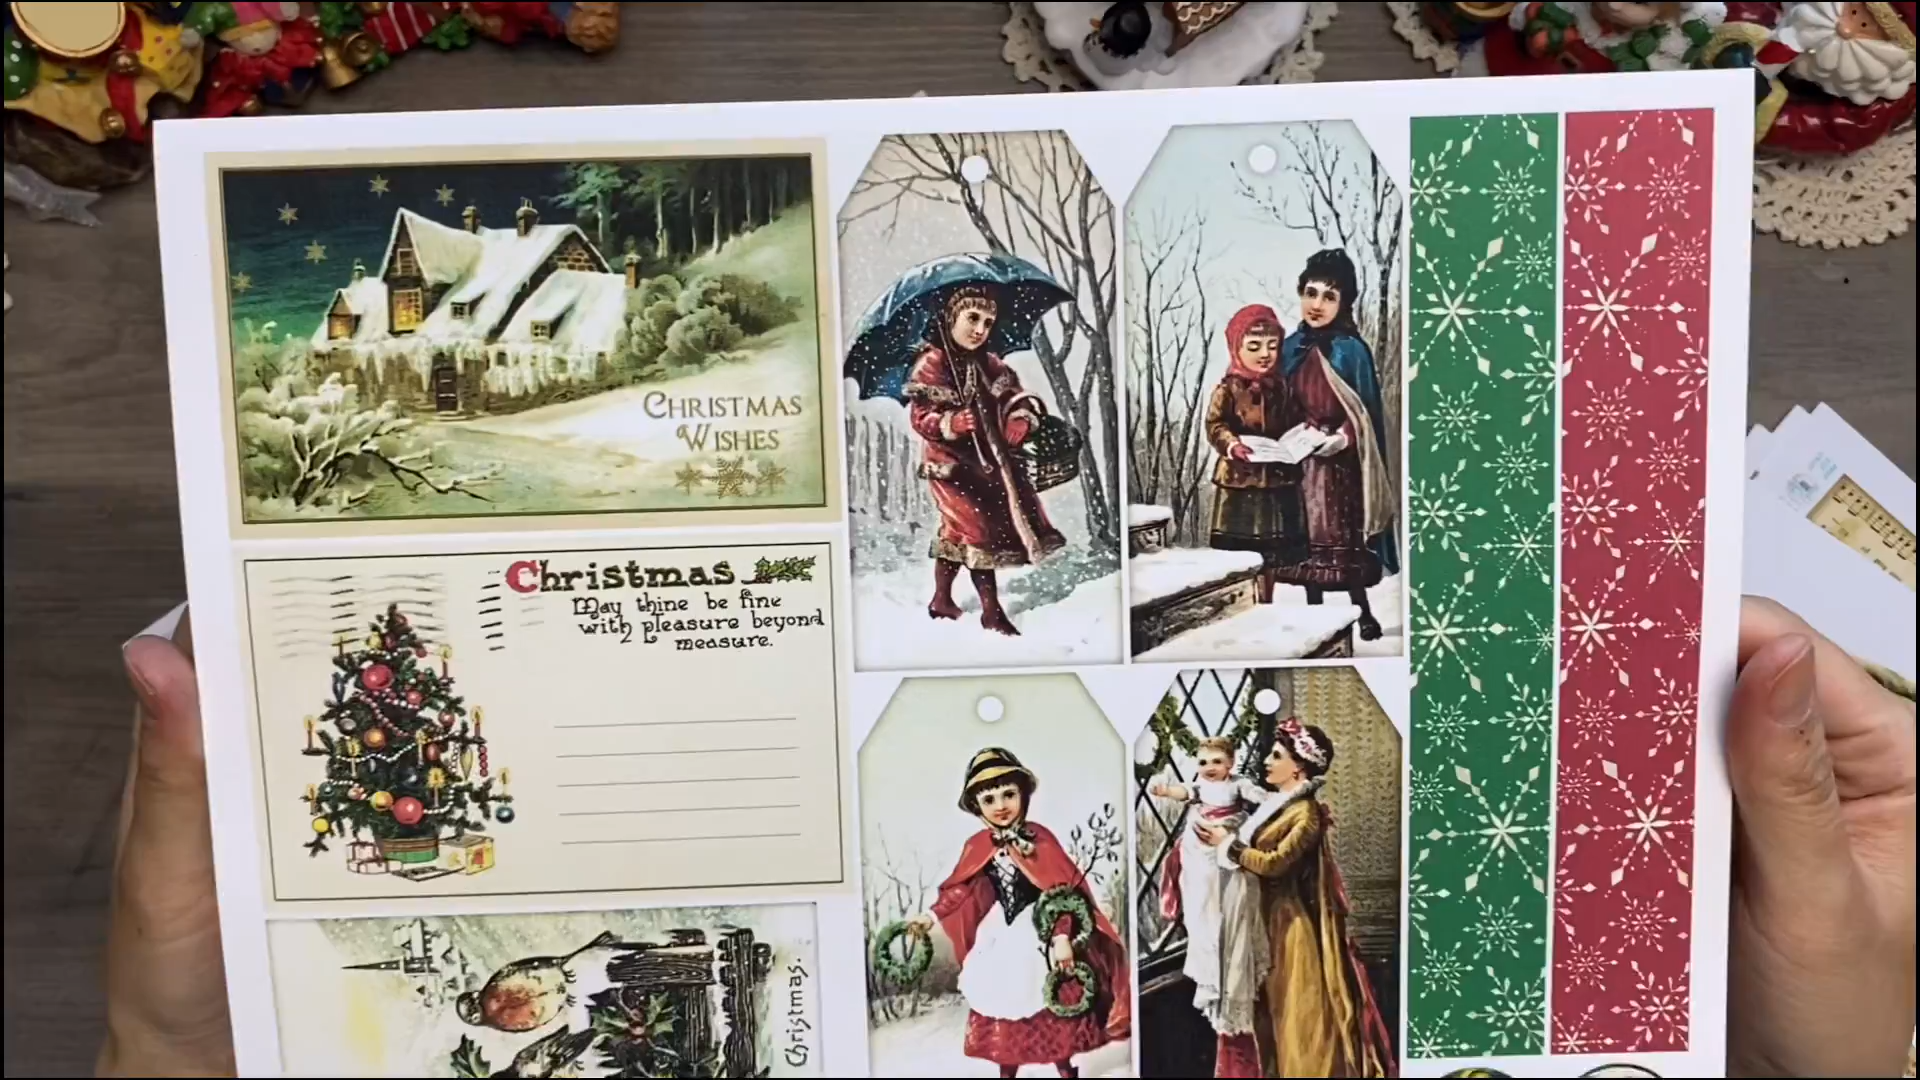 CHRISTMAS
WISHES
Christmas
May thine be fine
with pleasure beyond
measure.
Christmas.